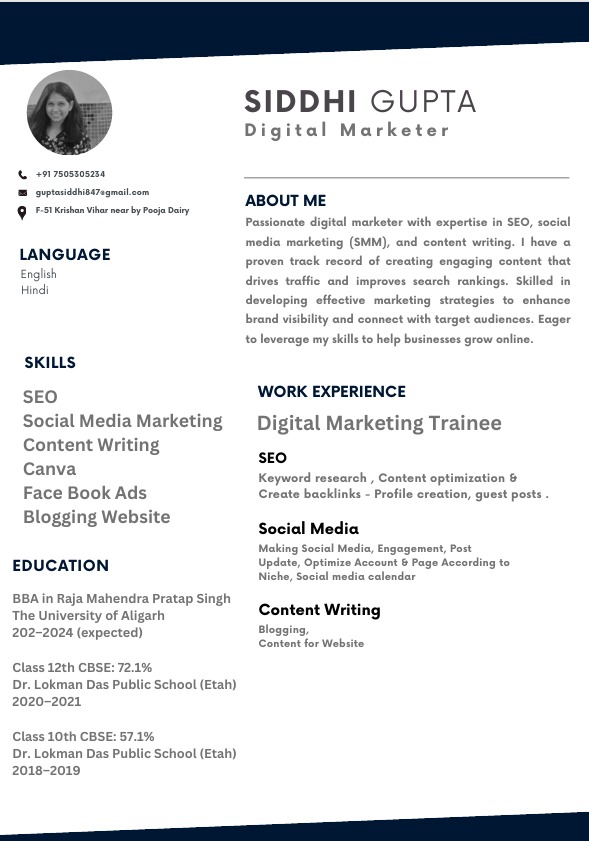 SIDDHI GUPTA
Digital Marketer
+91 7505305234
guptasiddhi847@gmail.com
F-51 Krishan Vihar near by Pooja Dairy
LANGUAGE
English
Hindi
SKILLS
SEO
Social Media Marketing
Content Writing
Canva
Face Book Ads
Blogging Website
EDUCATION
BBA in Raja Mahendra Pratap Singh
The University of Aligarh
202–2024 (expected)
Class 12th CBSE: 72.1%
Dr. Lokman Das Public School (Etah)
2020–2021
Class 10th CBSE: 57.1%
Dr. Lokman Das Public School (Etah)
2018–2019
ABOUT ME
Passionate digital marketer with expertise in SEO, social
media marketing (SMM), and content writing. I have a
proven track record of creating engaging content that
drives traffic and improves search rankings. Skilled in
developing effective marketing strategies to enhance
brand visibility and connect with target audiences. Eager
to leverage my skills to help businesses grow online.
WORK EXPERIENCE
Digital Marketing Trainee
SEO
Keyword research , Content optimization &
Create backlinks - Profile creation, guest posts .
Social Media
Making Social Media, Engagement, Post
Update, Optimize Account & Page According to
Niche, Social media calendar
Content Writing
Blogging,
Content for Website